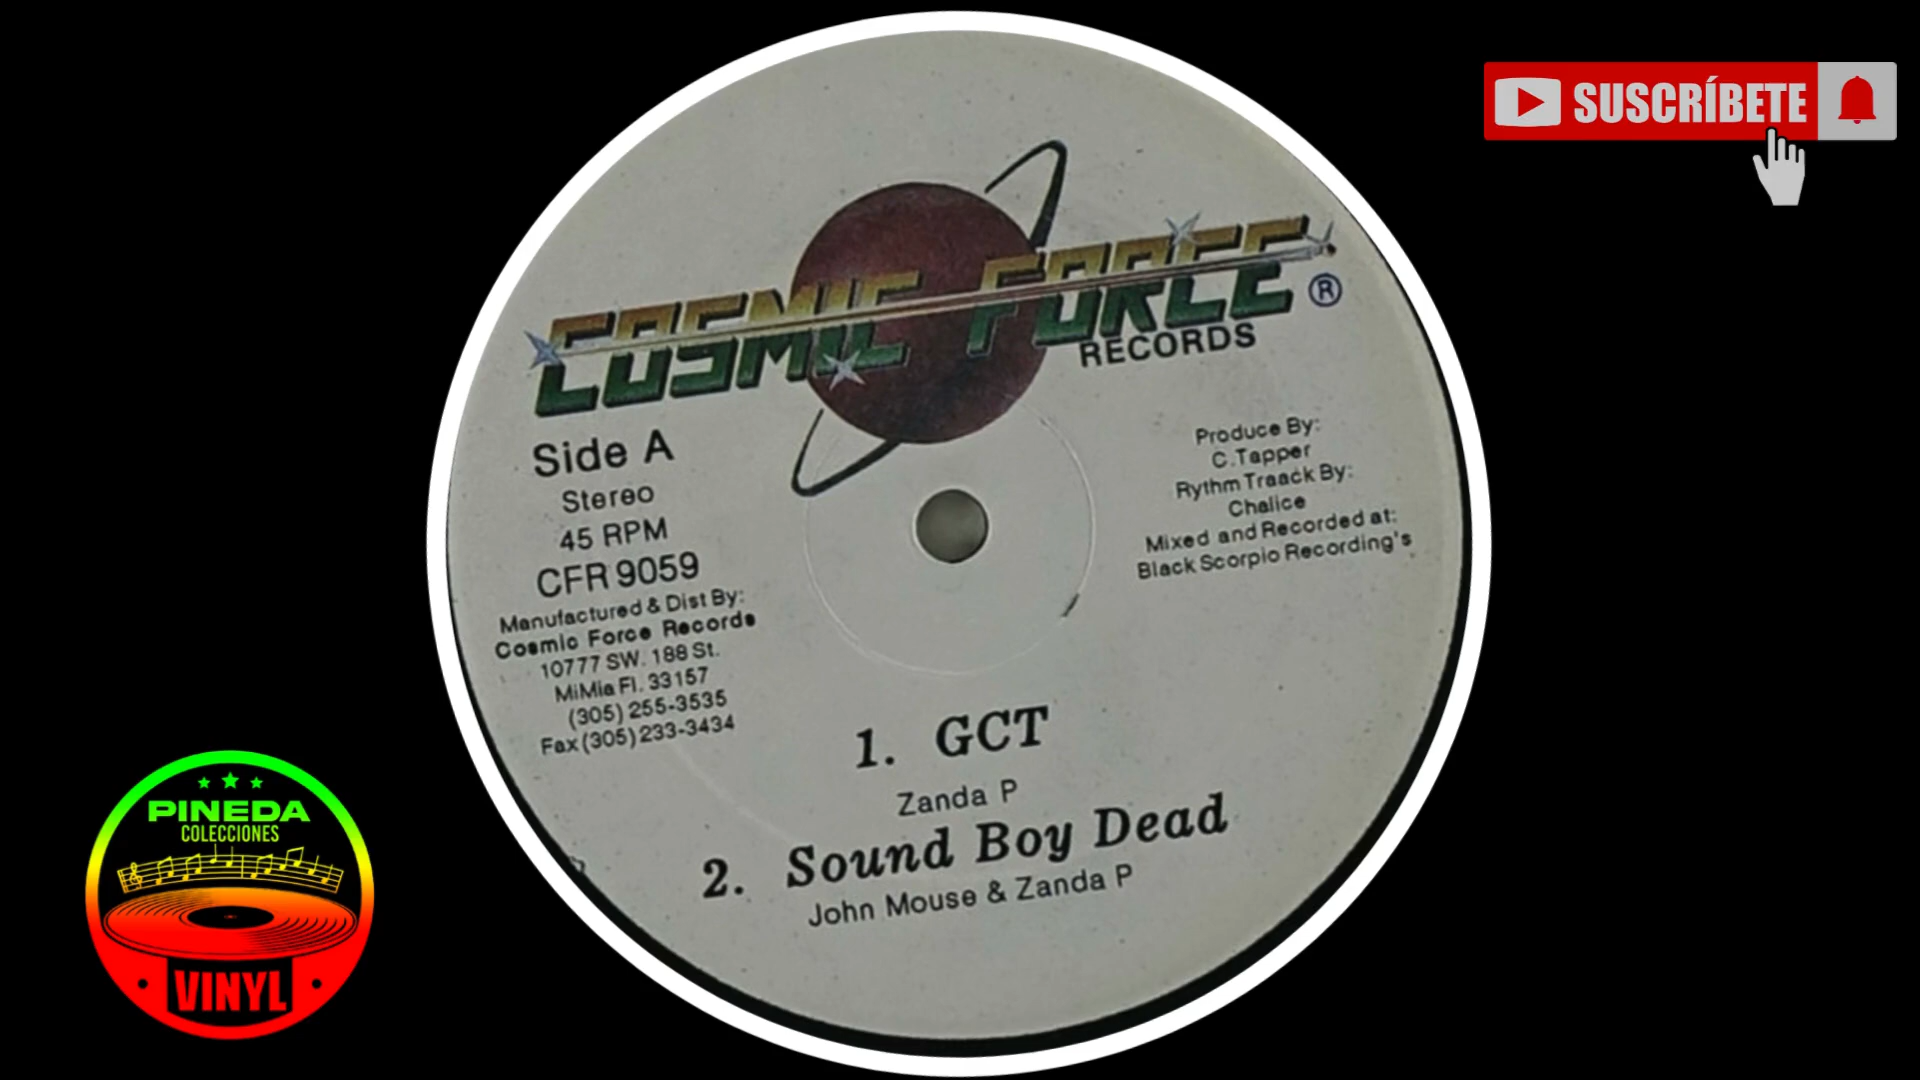 SUSCRÍBETE
COSMIC FORCE ®
RECORDS
Side A
Stereo
45 RPM
CFR 9059
Manufactured & Dist By:
Cosmic Force Records
10777 SW. 188 St.
MiMia Fl. 33157
(305) 255-3535
Fax (305) 233-3434
Produce By:
C.Tapper
Rythm Traack By:
Chalice
Mixed and Recorded at:
Black Scorpio Recording's
1. GCT
Zanda P
2. Sound Boy Dead
John Mouse & Zanda P
PINEDA
COLECCIONES
VINYL